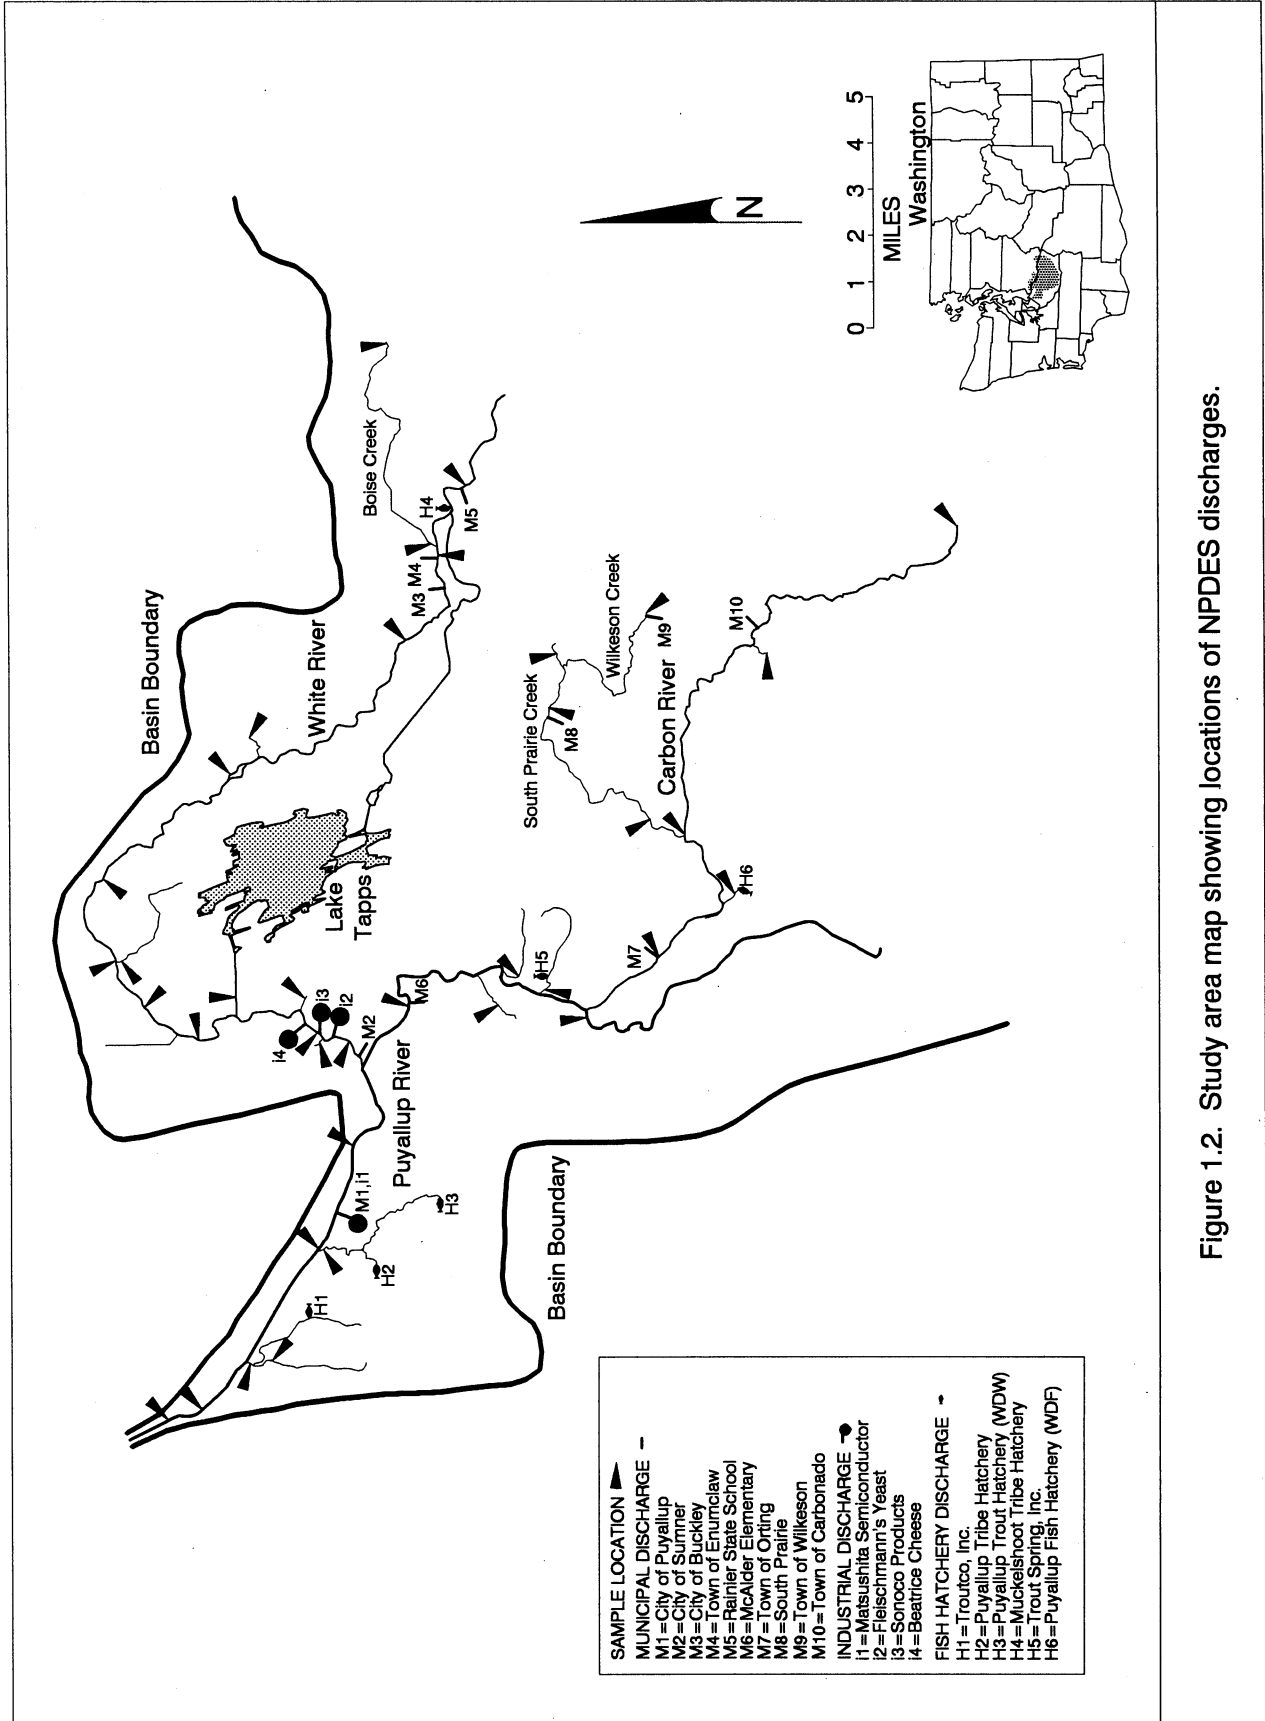 Basin Boundary
White River
Boise Creek
H4
M5
M3 M4
South Prairie Creek
Wilkeson Creek
M8
M9
Carbon River
M10
Lake
Tapps
i3
i2
i4
M2
M6
H5
M7
H6
Puyallup River
M1,i1
H3
H2
H1
Basin Boundary
N
0 1 2 3 4 5
MILES
Washington
SAMPLE LOCATION
MUNICIPAL DISCHARGE
M1=City of Puyallup
M2=City of Sumner
M3=City of Buckley
M4=Town of Enumclaw
M5=Rainier State School
M6=McAlder Elementary
M7=Town of Orting
M8=South Prairie
M9=Town of Wilkeson
M10=Town of Carbonado
INDUSTRIAL DISCHARGE
i1=Matsushita Semiconductor
i2=Fleischmann's Yeast
i3=Sonoco Products
i4=Beatrice Cheese
FISH HATCHERY DISCHARGE
H1=Troutco, Inc.
H2=Puyallup Tribe Hatchery
H3=Puyallup Trout Hatchery (WDW)
H4=Muckelshoot Tribe Hatchery
H5=Trout Spring, Inc.
H6=Puyallup Fish Hatchery (WDF)
Figure 1.2. Study area map showing locations of NPDES discharges.